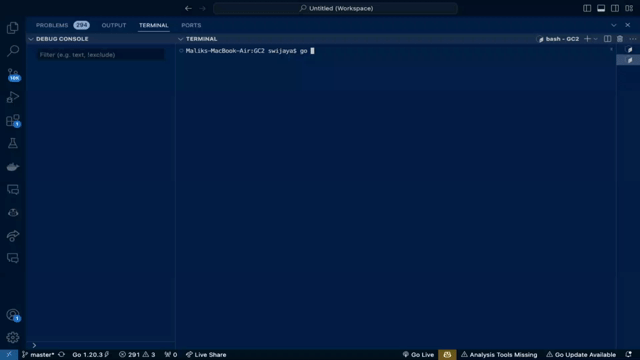 Untitled (Workspace)
PROBLEMS 294 OUTPUT TERMINAL PORTS
DEBUG CONSOLE
TERMINAL
bash - GC2
Filter (e.g. text, !exclude)
Maliks-MacBook-Air:GC2 swijaya$ go
10K
1
1
master* Go 1.20.3 291 3 0 Live Share
Go Live Analysis Tools Missing Go Update Available